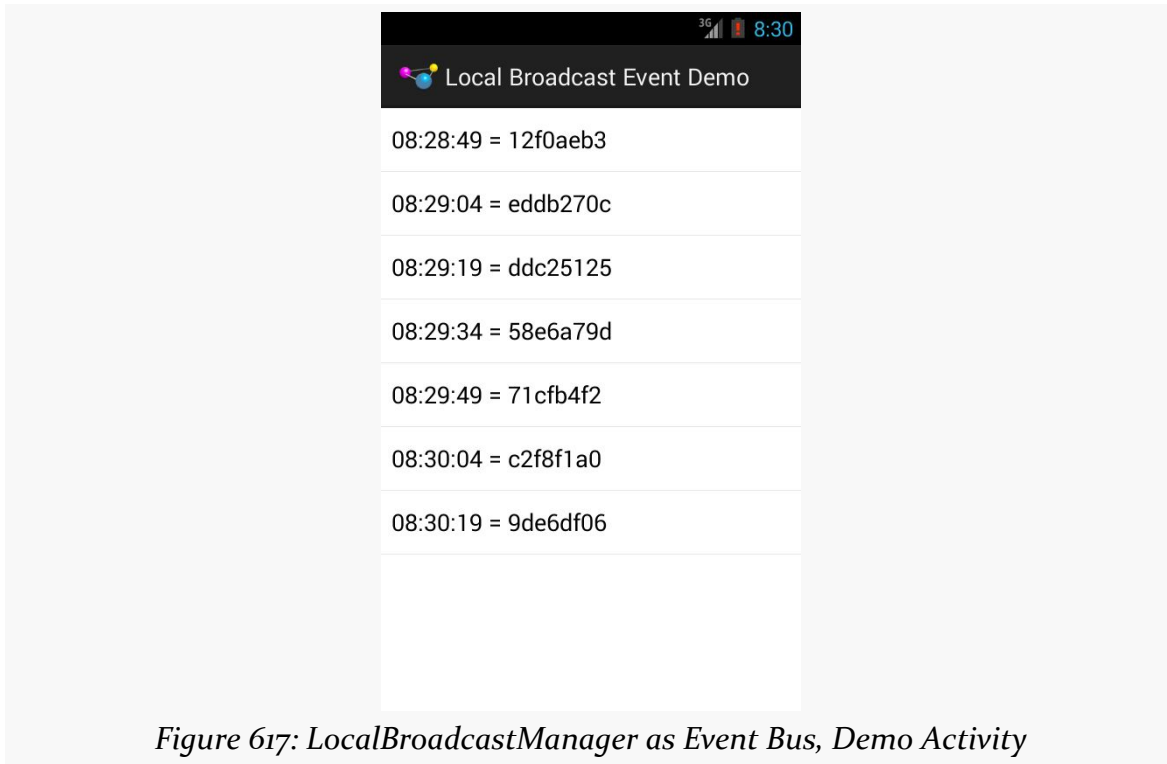 3G 8:30
Local Broadcast Event Demo
08:28:49 = 12f0aeb3
08:29:04 = eddb270c
08:29:19 = ddc25125
08:29:34 = 58e6a79d
08:29:49 = 71cfb4f2
08:30:04 = c2f8f1a0
08:30:19 = 9de6df06
Figure 617: LocalBroadcastManager as Event Bus, Demo Activity